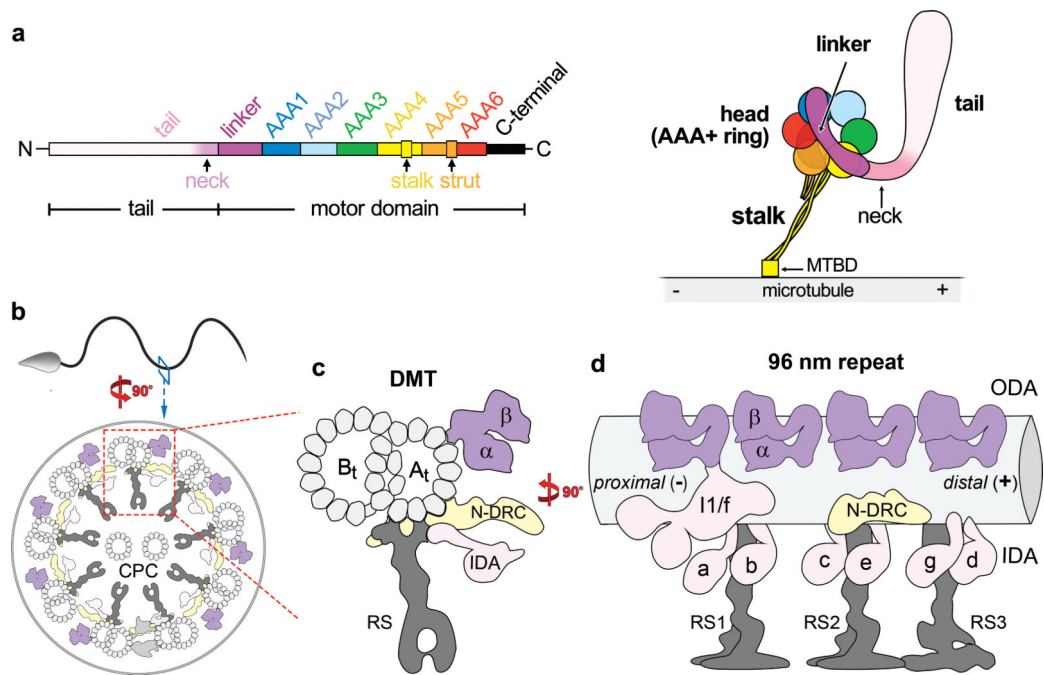 a
tail
linker
AAA1
AAA2
AAA3
AAA4
AAA5
AAA6
C-terminal
N
C
neck
stalk
strut
tail
motor domain
linker
head
(AAA+ ring)
tail
stalk
neck
MTBD
-
microtubule
+
b
90°
CPC
c
DMT
β
α
Bt
At
N-DRC
IDA
RS
90°
d
96 nm repeat
ODA
β
α
proximal (-)
distal (+)
I1/f
N-DRC
IDA
a
b
c
e
g
d
RS1
RS2
RS3